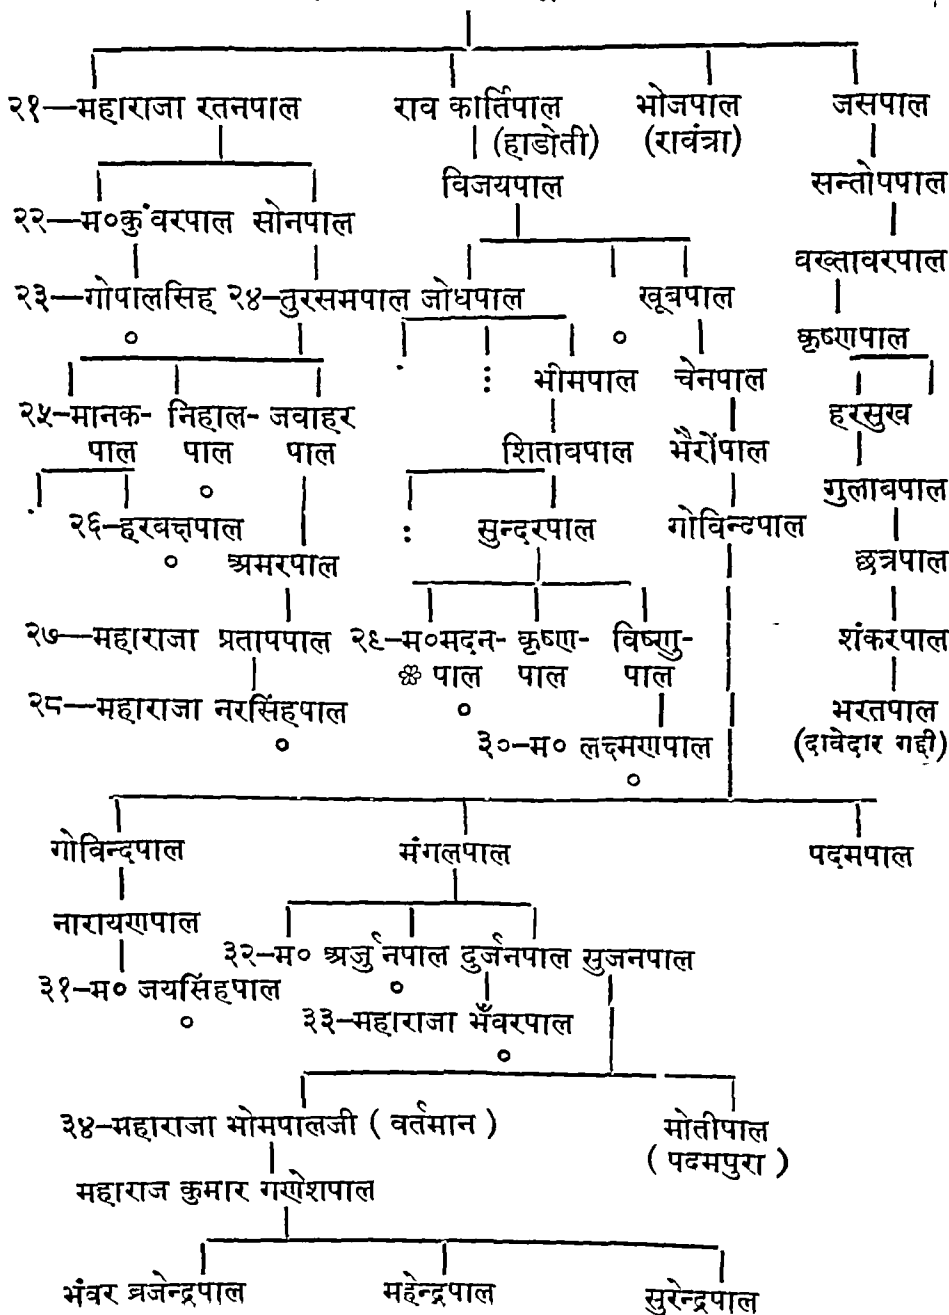 २१—महाराजा रतनपाल राव कार्तिपाल भोजपाल जसपाल
(हाडोती) (रावंत्रा)
विजयपाल सन्तोपपाल
२२—म०कुंवरपाल सोनपाल
वख्तावरपाल
२३—गोपालसिह २४—तुरसमपाल जोधपाल खूबपाल
कृष्णपाल
भीमपाल चेनपाल
२५—मानक- निहाल- जवाहर हरसुख
पाल पाल पाल शिताबपाल भैरोंपाल
गुलाबपाल
२६—हरबक्षपाल सुन्दरपाल गोविन्दपाल
अमरपाल छत्रपाल
२७—महाराजा प्रतापपाल २९—म०मदन- कृष्ण- विष्णु- शंकरपाल
❀ पाल पाल पाल
२८—महाराजा नरसिंहपाल भरतपाल
३०—म० लक्ष्मणपाल (दावेदार गद्दी)
गोविन्दपाल मंगलपाल पदमपाल
नारायणपाल
३२—म० अर्जुनपाल दुर्जनपाल सुजनपाल
३१—म० जयसिंहपाल
३३—महाराजा भँवरपाल
३४—महाराजा भोमपालजी ( वर्तमान ) मोतीपाल
( पदमपुरा )
महाराज कुमार गणेशपाल
भंवर व्रजेन्द्रपाल महेन्द्रपाल सुरेन्द्रपाल